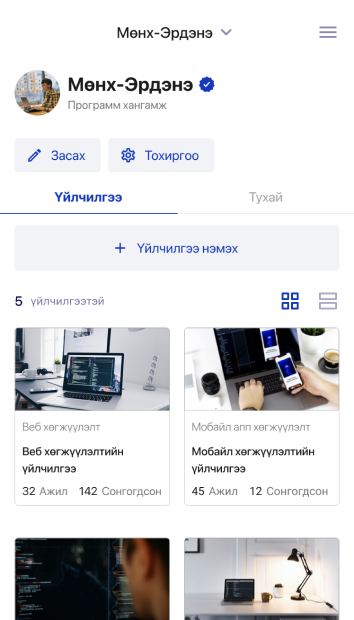 Мөнх-Эрдэнэ
Мөнх-Эрдэнэ
Программ хангамж
Засах
Тохиргоо
Үйлчилгээ
Тухай
+ Үйлчилгээ нэмэх
5 үйлчилгээтэй
Веб хөгжүүлэлт
Веб хөгжүүлэлтийн
үйлчилгээ
32 Ажил 142 Сонгогдсон
Мобайл апп хөгжүүлэлт
Мобайл хөгжүүлэлтийн
үйлчилгээ
45 Ажил 12 Сонгогдсон